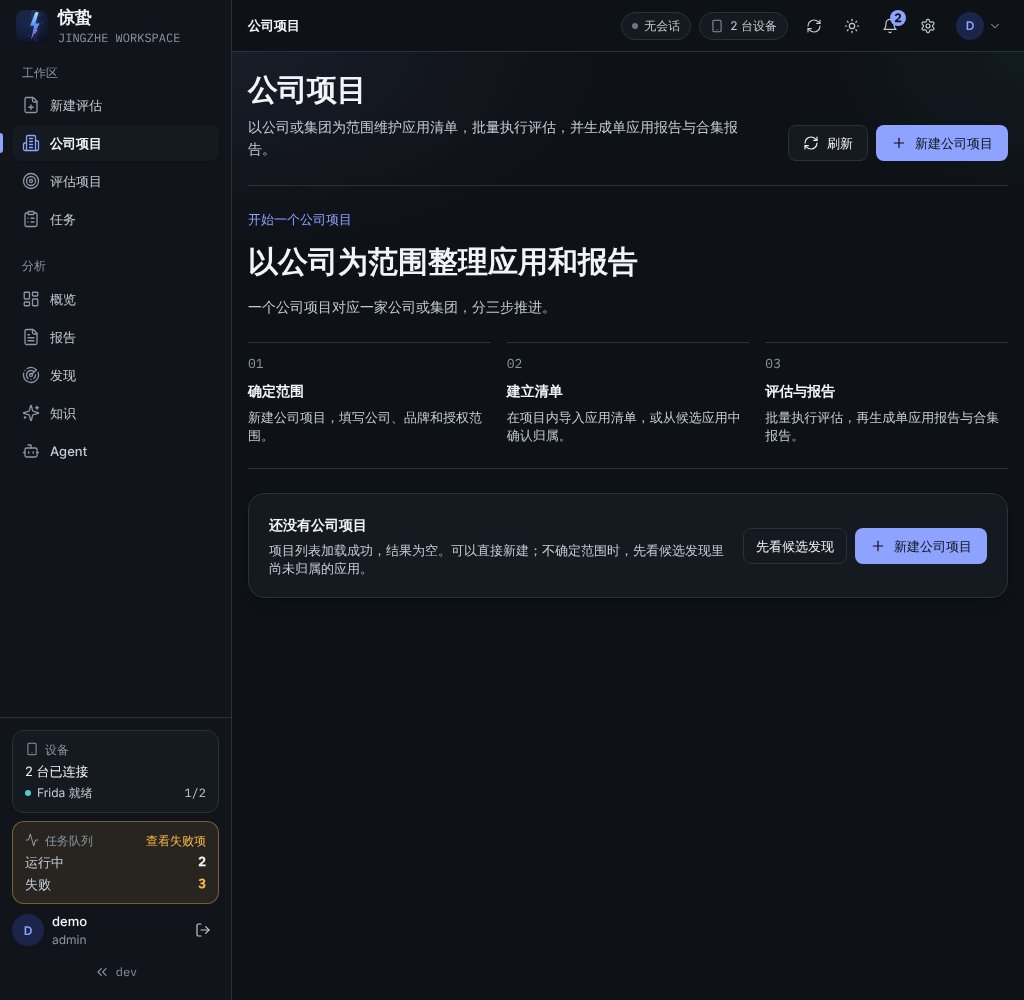 惊蛰
JINGZHE WORKSPACE
工作区
新建评估
公司项目
评估项目
任务
分析
概览
报告
发现
知识
Agent
设备
2 台已连接
Frida 就绪 1/2
任务队列 查看失败项
运行中 2
失败 3
D
demo
admin
dev
公司项目
无会话
2 台设备
2
D
公司项目
以公司或集团为范围维护应用清单，批量执行评估，并生成单应用报告与合集报
告。
刷新
新建公司项目
开始一个公司项目
以公司为范围整理应用和报告
一个公司项目对应一家公司或集团，分三步推进。
01
确定范围
新建公司项目，填写公司、品牌和授权范
围。
02
建立清单
在项目内导入应用清单，或从候选应用中
确认归属。
03
评估与报告
批量执行评估，再生成单应用报告与合集
报告。
还没有公司项目
项目列表加载成功，结果为空。可以直接新建；不确定范围时，先看候选发现里
尚未归属的应用。
先看候选发现
新建公司项目